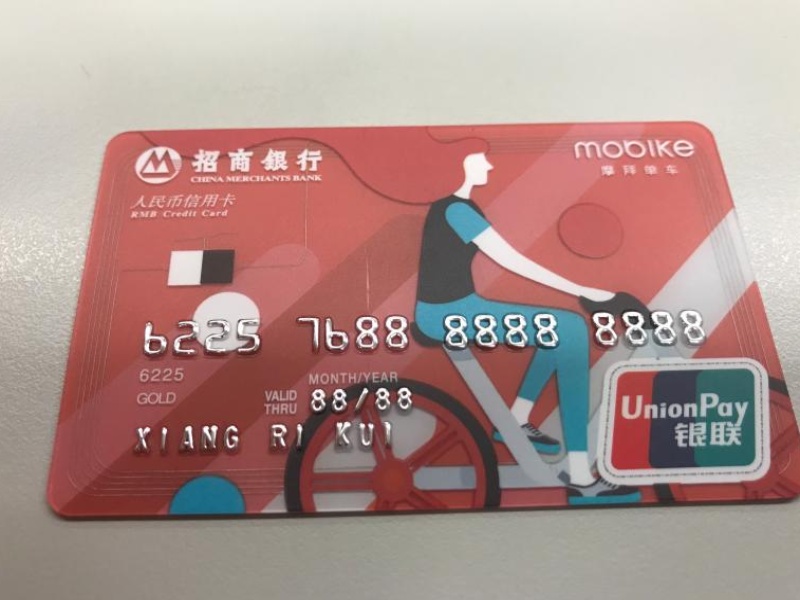 招商銀行
CHINA MERCHANTS BANK
人民币信用卡
RMB Credit Card
mobike
摩拜单车
6225 7688 8888 8888
6225
GOLD
MONTH/YEAR
VALID THRU 88/88
XIANG RI KUI
UnionPay
银联